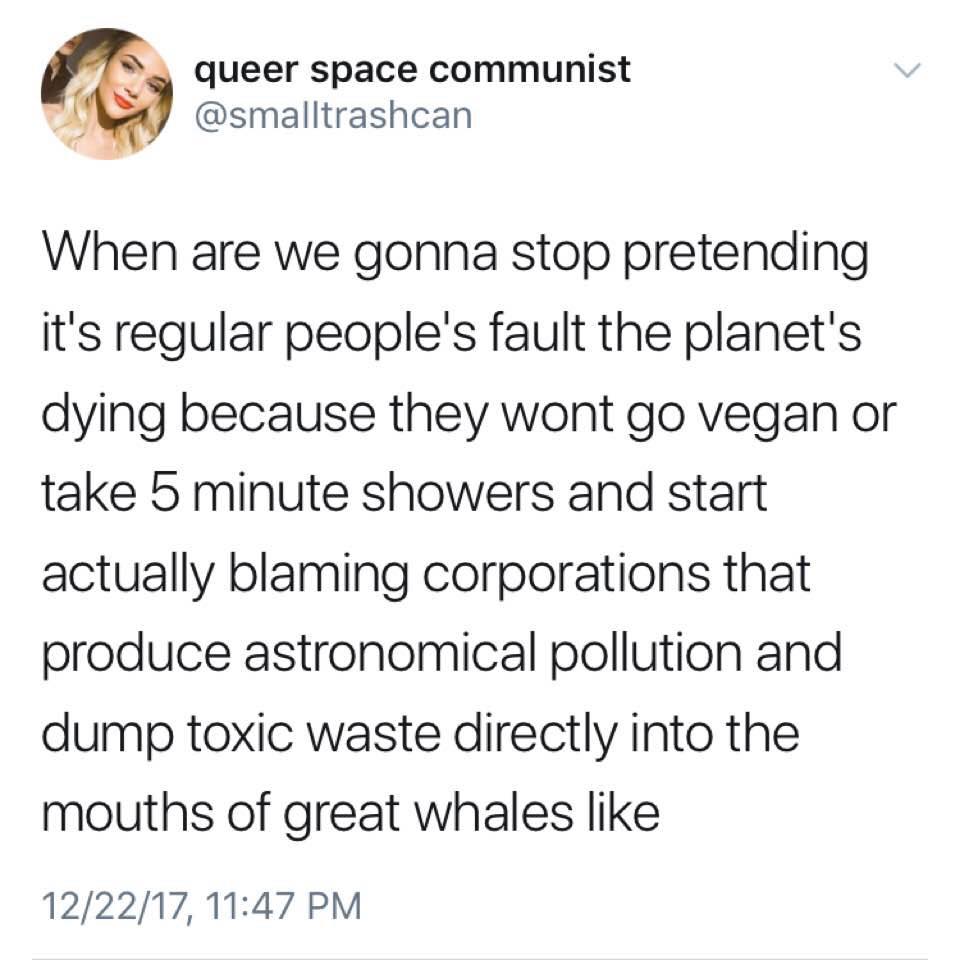 queer space communist
@smalltrashcan
When are we gonna stop pretending
it's regular people's fault the planet's
dying because they wont go vegan or
take 5 minute showers and start
actually blaming corporations that
produce astronomical pollution and
dump toxic waste directly into the
mouths of great whales like
12/22/17, 11:47 PM